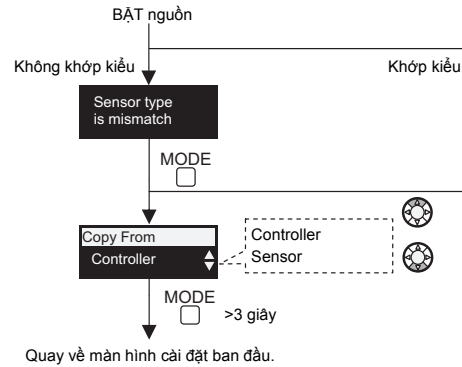 BẬT nguồn
Không khớp kiểu
Khớp kiểu
Sensor type
is mismatch
MODE
Copy From
Controller
Controller
Sensor
MODE
>3 giây
Quay về màn hình cài đặt ban đầu.